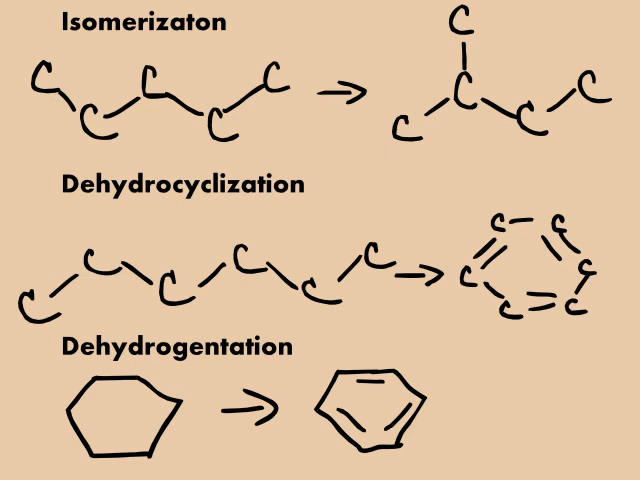 Isomerizaton
C C C C C → C C C C C
Dehydrocyclization
C C C C C C → C C C C C C
Dehydrogentation
→